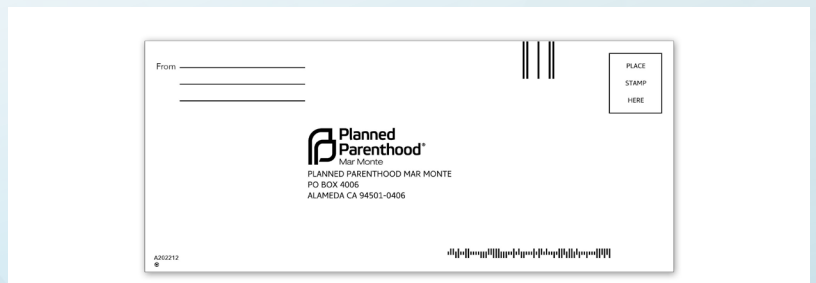 From
PLACE
STAMP
HERE
Planned
Parenthood®
Mar Monte
PLANNED PARENTHOOD MAR MONTE
PO BOX 4006
ALAMEDA CA 94501-0406
A202212